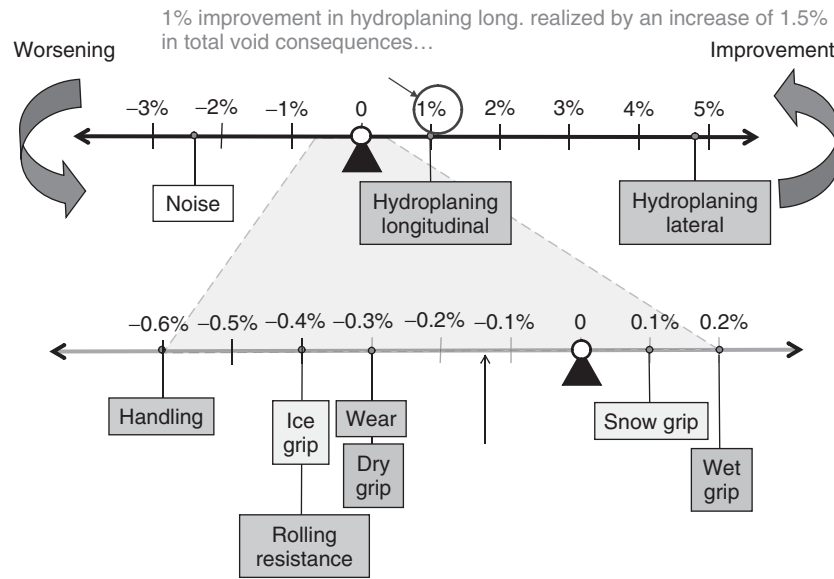 1% improvement in hydroplaning long. realized by an increase of 1.5%
in total void consequences…
Worsening
Improvement
–3%
–2%
–1%
0
1%
2%
3%
4%
5%
Noise
Hydroplaning
longitudinal
Hydroplaning
lateral
–0.6%
–0.5%
–0.4%
–0.3%
–0.2%
–0.1%
0
0.1%
0.2%
Handling
Ice
grip
Wear
Snow grip
Dry
grip
Wet
grip
Rolling
resistance